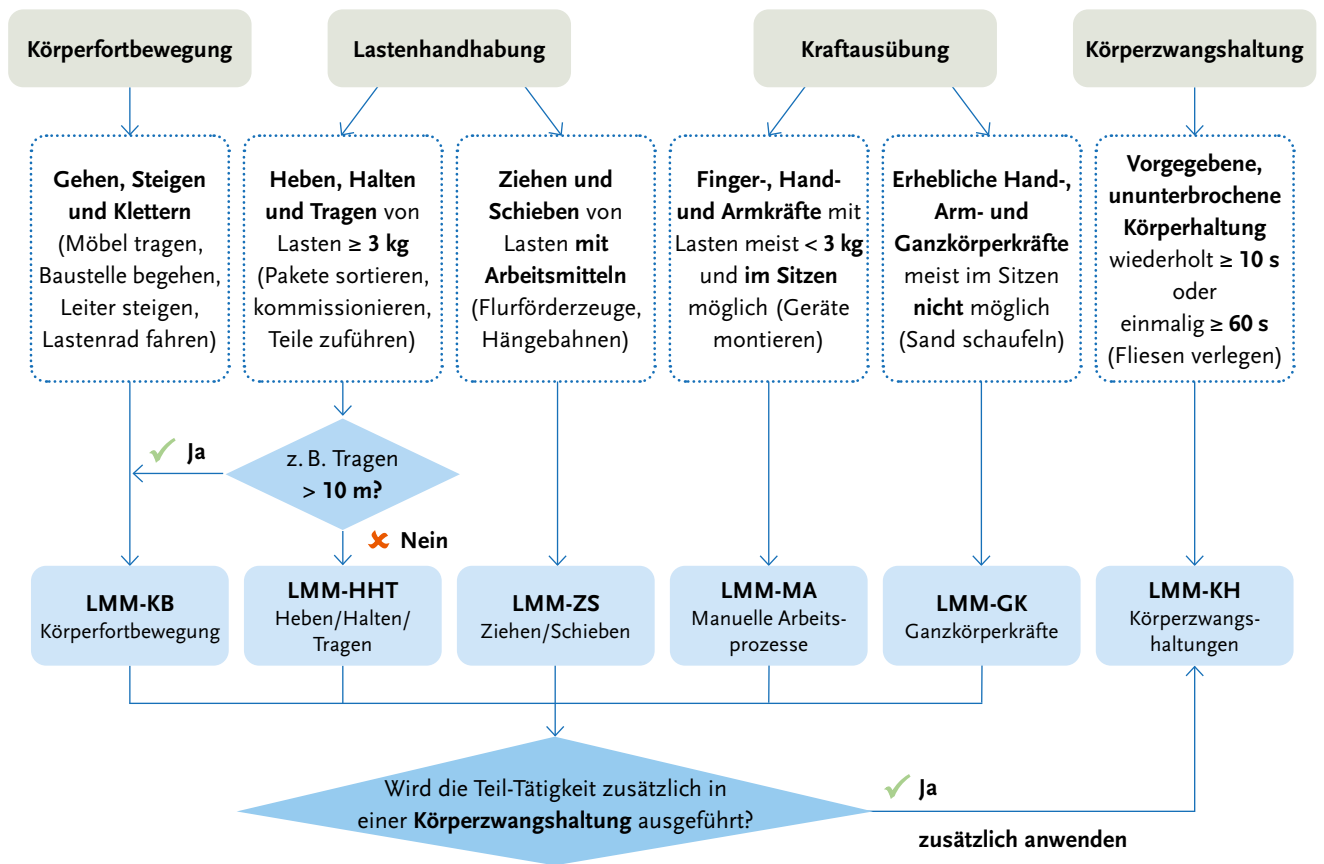 Körperfortbewegung
Lastenhandhabung
Kraftausübung
Körperzwangshaltung
Gehen, Steigen
und Klettern
(Möbel tragen,
Baustelle begehen,
Leiter steigen,
Lastenrad fahren)
Heben, Halten
und Tragen von
Lasten ≥ 3 kg
(Pakete sortieren,
kommissionieren,
Teile zuführen)
Ziehen und
Schieben von
Lasten mit
Arbeitsmitteln
(Flurförderzeuge,
Hängebahnen)
Finger-, Hand-
und Armkräfte mit
Lasten meist < 3 kg
und im Sitzen
möglich (Geräte
montieren)
Erhebliche Hand-,
Arm- und
Ganzkörperkräfte
meist im Sitzen
nicht möglich
(Sand schaufeln)
Vorgegebene,
ununterbrochene
Körperhaltung
wiederholt ≥ 10 s
oder
einmalig ≥ 60 s
(Fliesen verlegen)
Ja
z. B. Tragen
> 10 m?
Nein
LMM-KB
Körperfortbewegung
LMM-HHT
Heben/Halten/
Tragen
LMM-ZS
Ziehen/Schieben
LMM-MA
Manuelle Arbeits-
prozesse
LMM-GK
Ganzkörperkräfte
LMM-KH
Körperzwangs-
haltungen
Wird die Teil-Tätigkeit zusätzlich in
einer Körperzwangshaltung ausgeführt?
Ja
zusätzlich anwenden